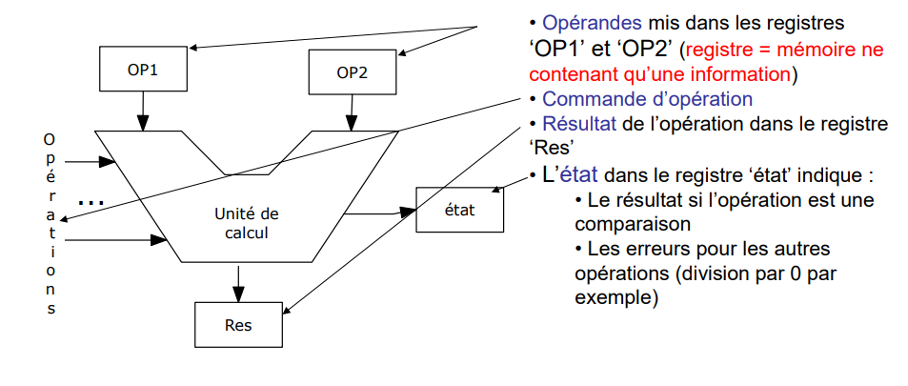 OP1
OP2
Opérations
...
Unité de
calcul
état
Res
• Opérandes mis dans les registres
‘OP1’ et ‘OP2’ (registre = mémoire ne
contenant qu’une information)
• Commande d’opération
• Résultat de l’opération dans le registre
‘Res’
• L’état dans le registre ‘état’ indique :
• Le résultat si l’opération est une
comparaison
• Les erreurs pour les autres
opérations (division par 0 par
exemple)